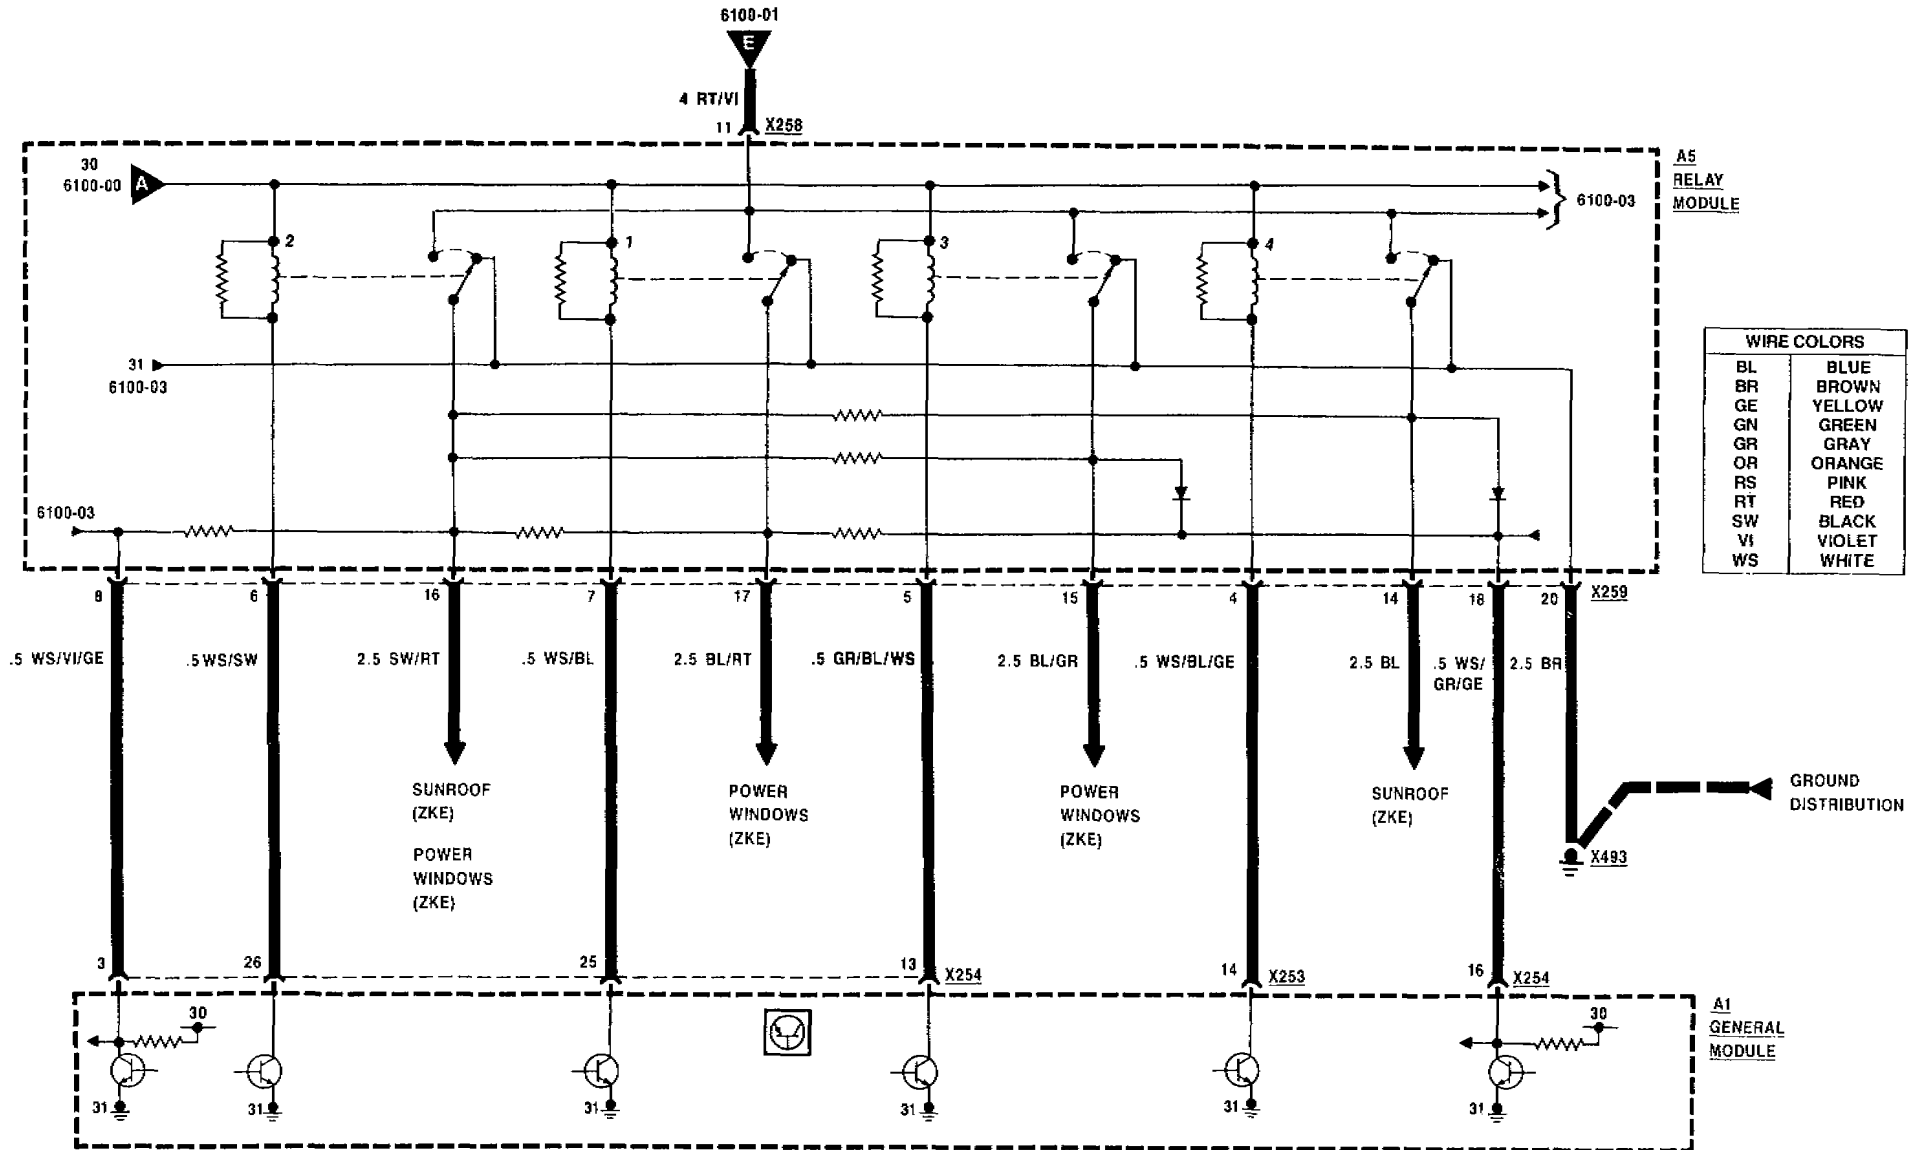 6100-01
E
4 RT/VI
11 X258
30
6100-00 A
A5
RELAY
MODULE
6100-03
2
1
3
4
31
6100-03
WIRE COLORS
BL BLUE
BR BROWN
GE YELLOW
GN GREEN
GR GRAY
OR ORANGE
RS PINK
RT RED
SW BLACK
VI VIOLET
WS WHITE
6100-03
8 6 16 7 17 5 15 4 14 18 20 X259
.5 WS/VI/GE .5 WS/SW 2.5 SW/RT .5 WS/BL 2.5 BL/RT .5 GR/BL/WS 2.5 BL/GR .5 WS/BL/GE 2.5 BL .5 WS/ 2.5 BR
GR/GE
SUNROOF
(ZKE)
POWER
WINDOWS
(ZKE)
POWER
WINDOWS
(ZKE)
POWER
WINDOWS
(ZKE)
SUNROOF
(ZKE)
GROUND
DISTRIBUTION
X493
3 26 25 13 X254 14 X253 16 X254
30
30
A1
GENERAL
MODULE
31 31 31 31 31 31